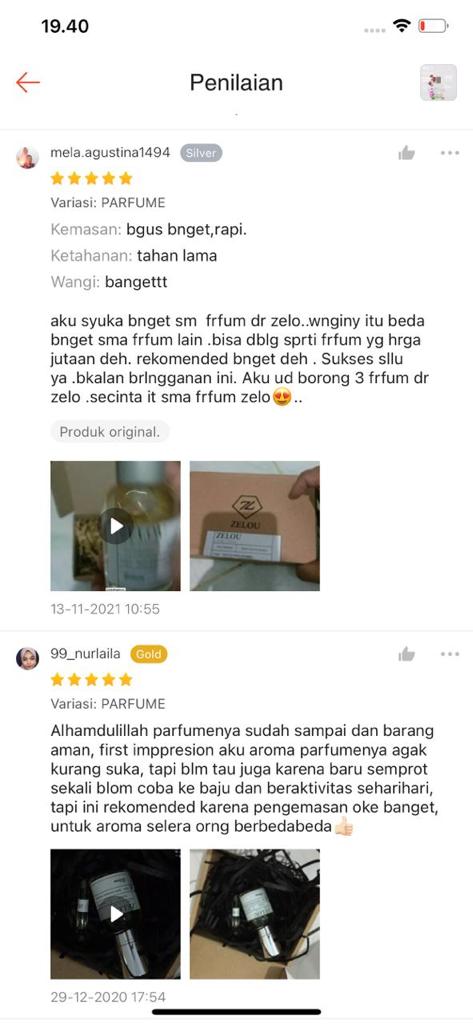 19.40
Penilaian
mela.agustina1494 Silver
Variasi: PARFUME
Kemasan: bgus bnget,rapi.
Ketahanan: tahan lama
Wangi: bangettt
aku syuka bnget sm frfum dr zelo..wnginy itu beda
bnget sma frfum lain .bisa dblg sprti frfum yg hrga
jutaan deh. rekomended bnget deh . Sukses sllu
ya .bkalan brlngganan ini. Aku ud borong 3 frfum dr
zelo .secinta it sma frfum zelo😍..
Produk original.
ZELOU
ZELOU
13-11-2021 10:55
99_nurlaila Gold
Variasi: PARFUME
Alhamdulillah parfumenya sudah sampai dan barang
aman, first imppresion aku aroma parfumenya agak
kurang suka, tapi blm tau juga karena baru semprot
sekali blom coba ke baju dan beraktivitas seharihari,
tapi ini rekomended karena pengemasan oke banget,
untuk aroma selera orng berbedabeda👍🏻
29-12-2020 17:54